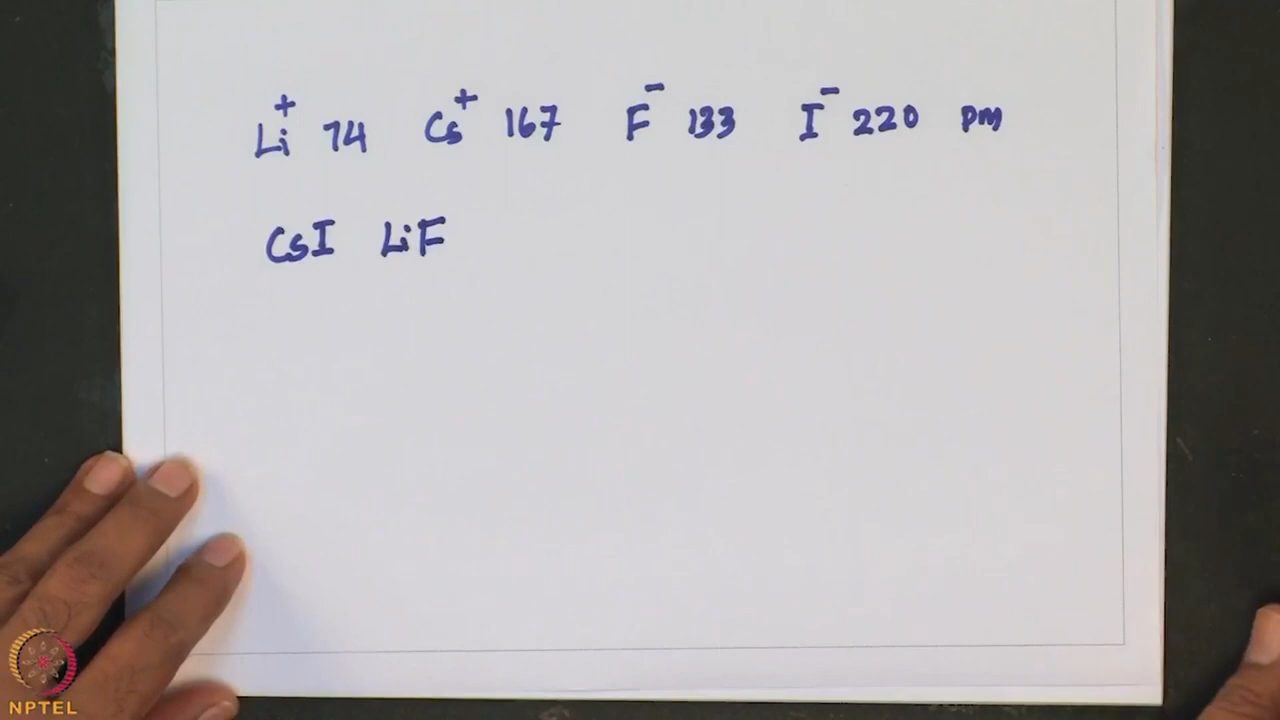 Li⁺ 74 Cs⁺ 167 F⁻ 133 I⁻ 220 pm
CsI LiF
NPTEL